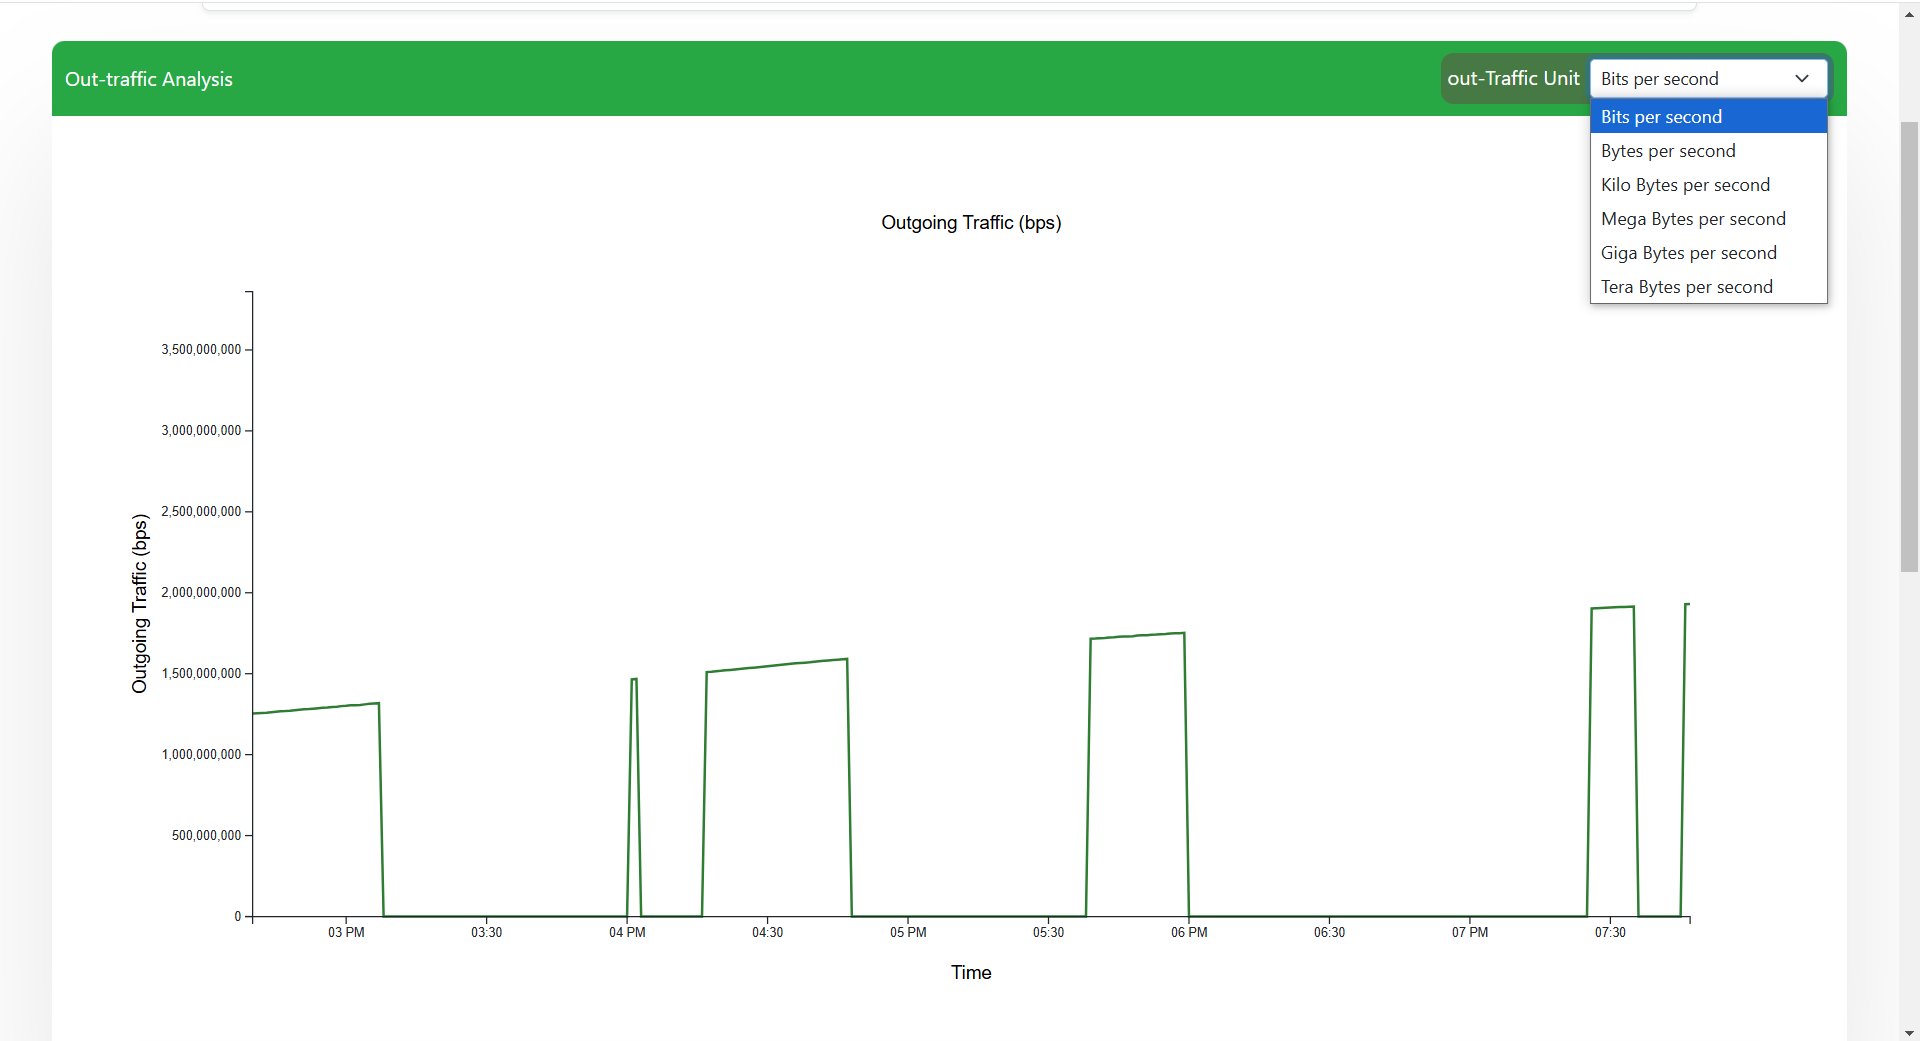 Out-traffic Analysis
out-Traffic Unit
Bits per second
Bits per second
Bytes per second
Kilo Bytes per second
Mega Bytes per second
Giga Bytes per second
Tera Bytes per second
Outgoing Traffic (bps)
3,500,000,000
3,000,000,000
2,500,000,000
2,000,000,000
1,500,000,000
1,000,000,000
500,000,000
0
Outgoing Traffic (bps)
03 PM
03:30
04 PM
04:30
05 PM
05:30
06 PM
06:30
07 PM
07:30
Time